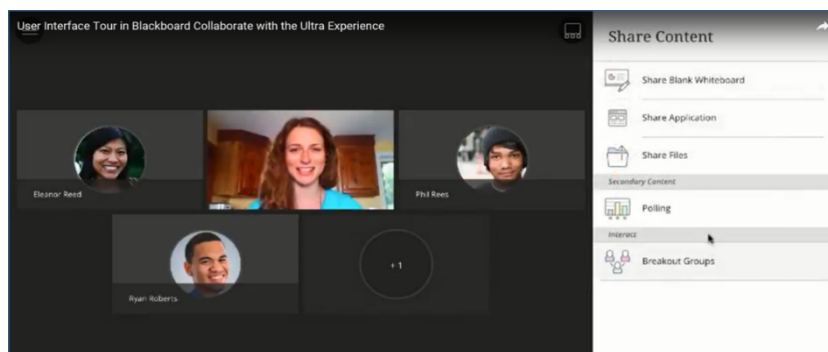 User Interface Tour in Blackboard Collaborate with the Ultra Experience
Eleanor Reed
Phil Rees
Ryan Roberts
+ 1
Share Content
Share Blank Whiteboard
Share Application
Share Files
Secondary Content
Polling
Interact
Breakout Groups